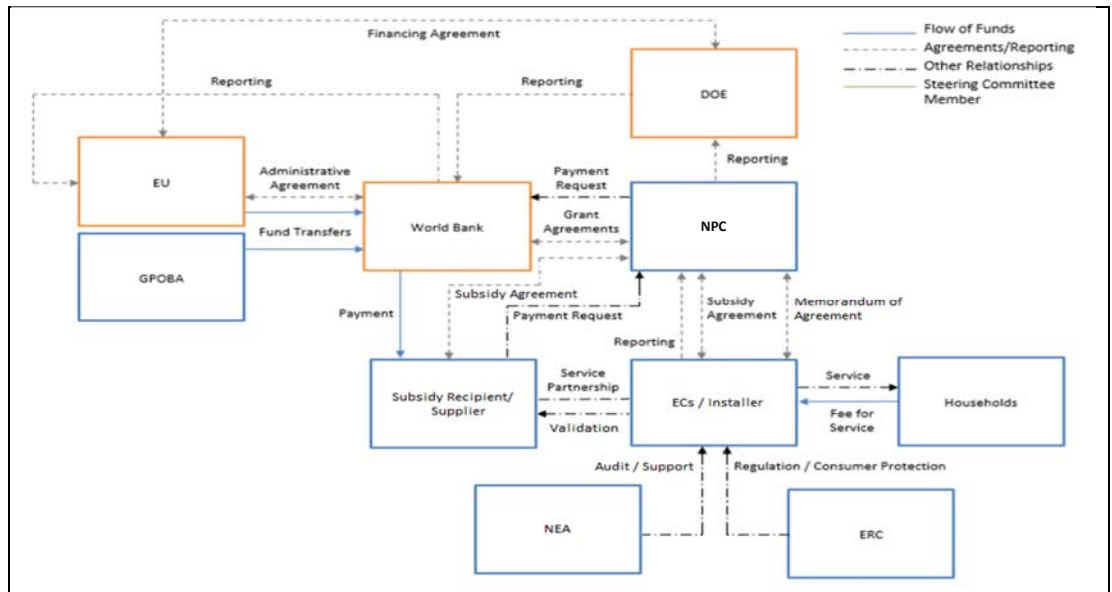 Financing Agreement
Flow of Funds
Agreements/Reporting
Other Relationships
Steering Committee
Member
Reporting
Reporting
DOE
EU
Administrative
Agreement
Payment
Request
Reporting
World Bank
Grant
Agreements
NPC
Fund Transfers
GPOBA
Subsidy Agreement
Payment
Payment Request
Subsidy
Agreement
Memorandum of
Agreement
Reporting
Subsidy Recipient/
Supplier
Service
Partnership
Validation
ECs / Installer
Service
Fee for
Service
Households
Audit / Support
Regulation / Consumer Protection
NEA
ERC